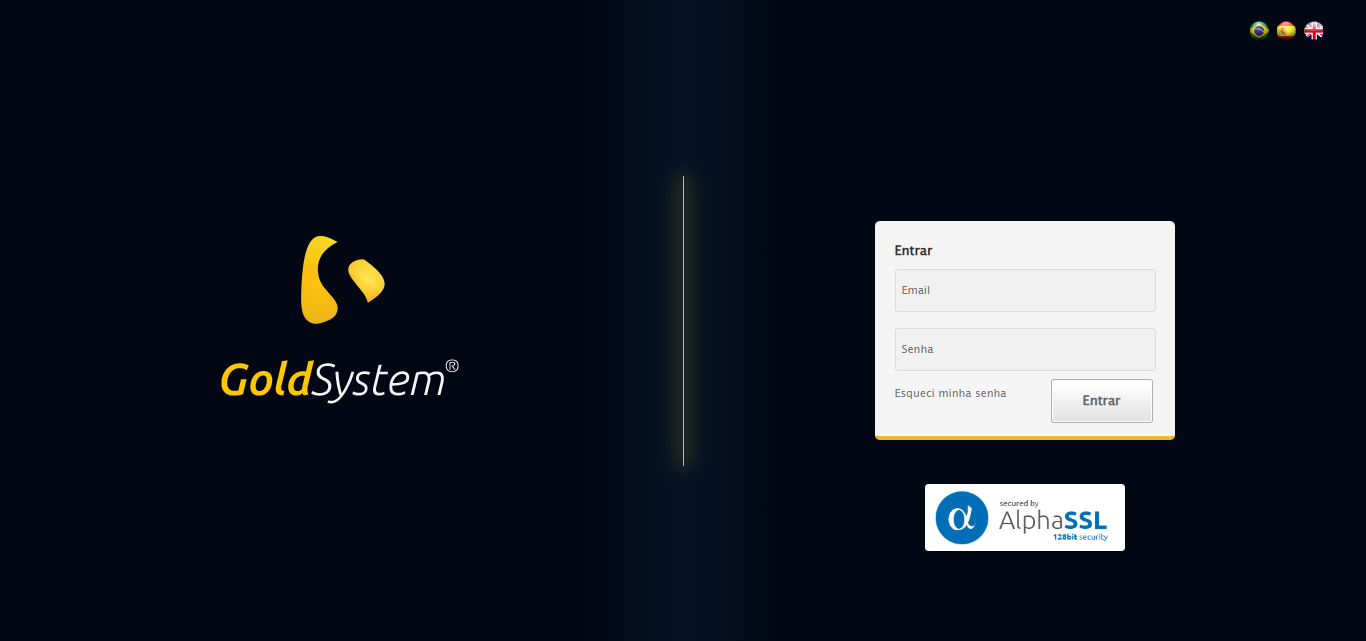 GoldSystem®
Entrar
Email
Senha
Esqueci minha senha
Entrar
α
secured by
AlphaSSL
128bit security